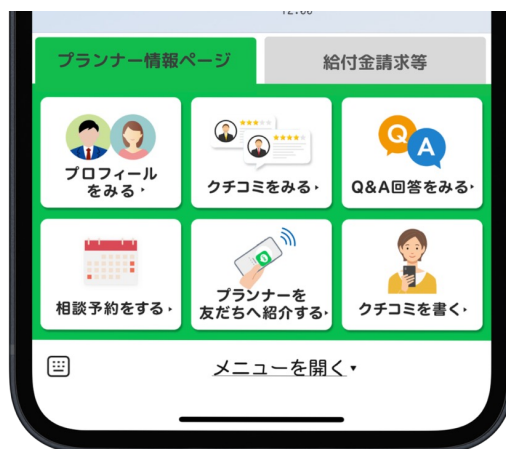 12:00
プランナー情報ページ
給付金請求等
プロフィール
をみる
クチコミをみる
Q
A
Q&A回答をみる
相談予約をする
プランナーを
友だちへ紹介する
クチコミを書く
メニューを開く▾